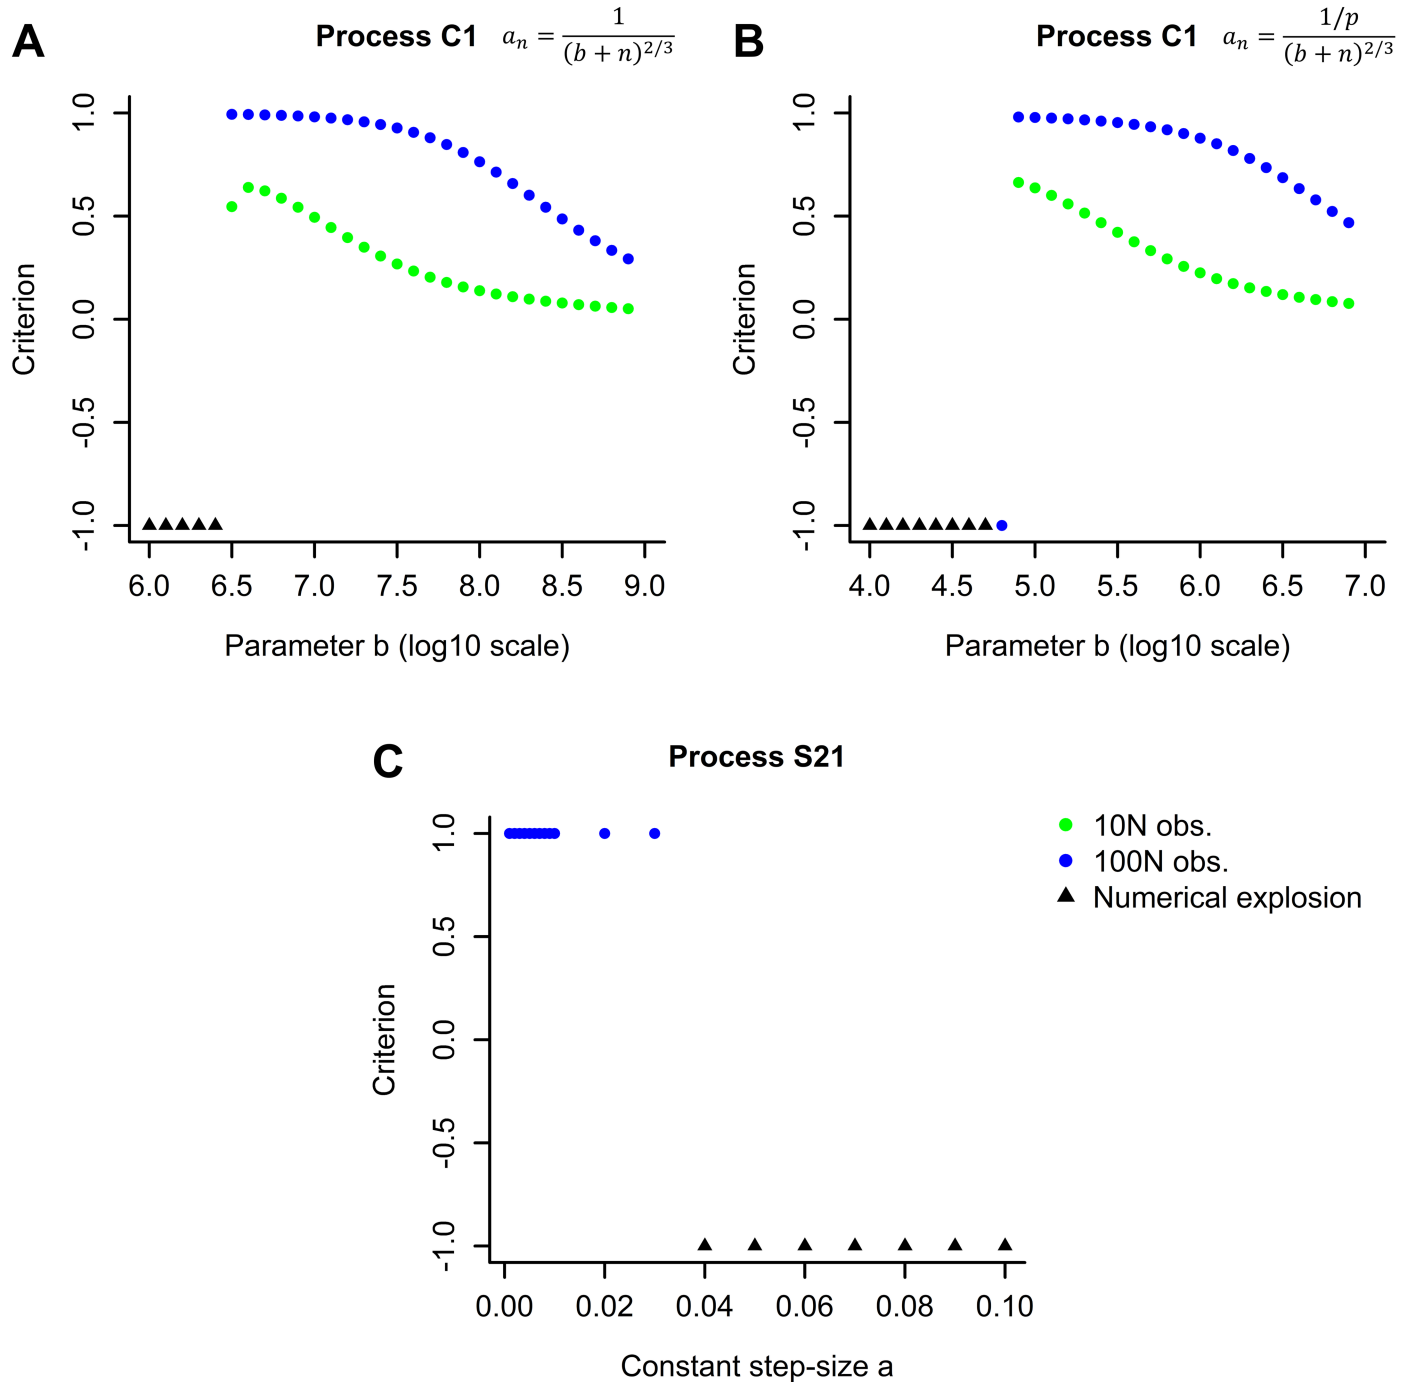 A
Process C1 a_n = 1/(b + n)^{2/3}
1.0
0.5
0.0
-0.5
-1.0
Criterion
6.0 6.5 7.0 7.5 8.0 8.5 9.0
Parameter b (log10 scale)
B
Process C1 a_n = (1/p)/(b + n)^{2/3}
1.0
0.5
0.0
-0.5
-1.0
Criterion
4.0 4.5 5.0 5.5 6.0 6.5 7.0
Parameter b (log10 scale)
C
Process S21
1.0
0.5
0.0
-0.5
-1.0
Criterion
0.00 0.02 0.04 0.06 0.08 0.10
Constant step-size a
10N obs.
100N obs.
Numerical explosion